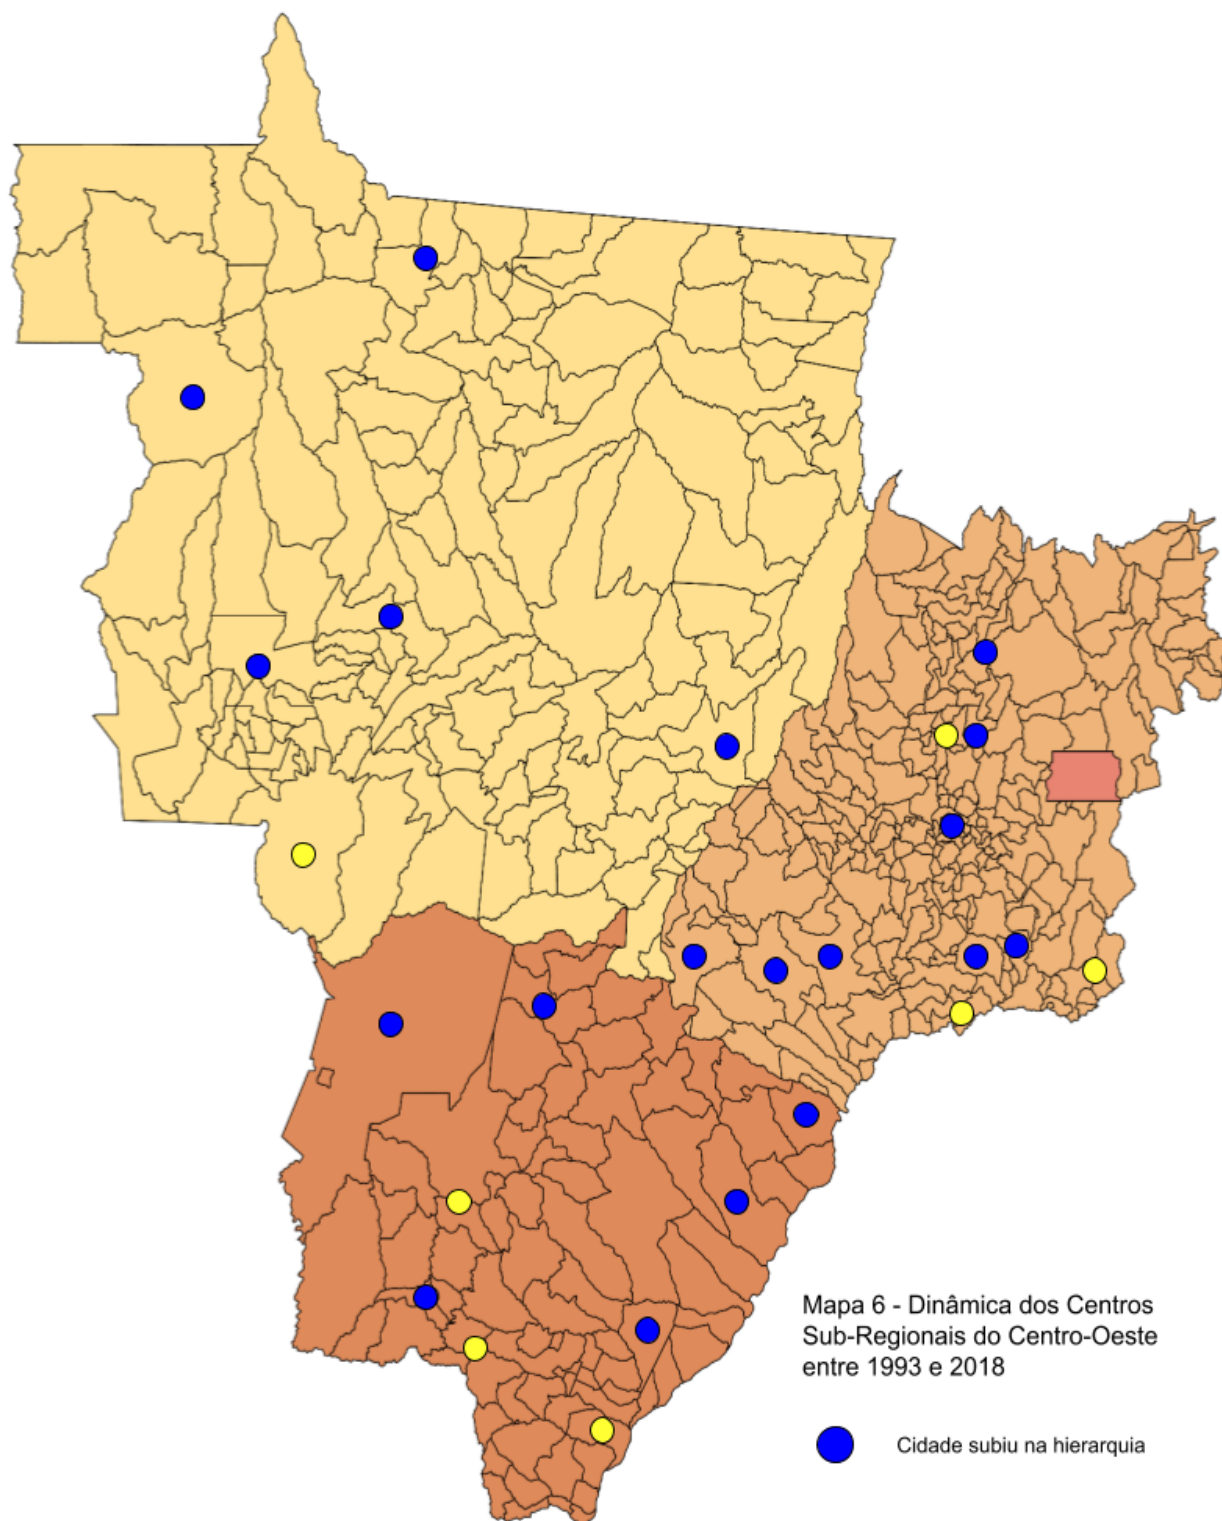 Mapa 6 - Dinâmica dos Centros
Sub-Regionais do Centro-Oeste
entre 1993 e 2018
Cidade subiu na hierarquia